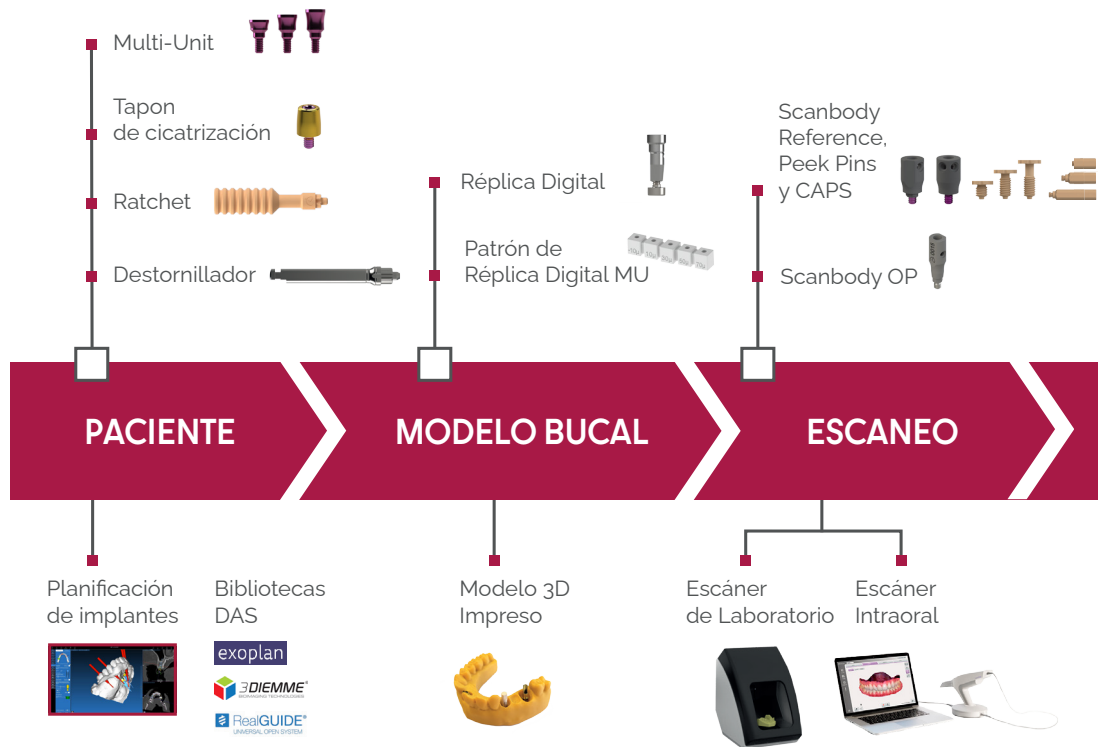 Multi-Unit
Tapon
de cicatrización
Ratchet
Destornillador
Réplica Digital
Patrón de
Réplica Digital MU
Scanbody
Reference,
Peek Pins
y CAPS
Scanbody OP
PACIENTE
MODELO BUCAL
ESCANEO
Planificación
de implantes
Bibliotecas
DAS
exoplan
3DIEMME®
BIOIMAGING TECHNOLOGIES
RealGUIDE®
UNIVERSAL OPEN SYSTEM
Modelo 3D
Impreso
Escáner
de Laboratorio
Escáner
Intraoral